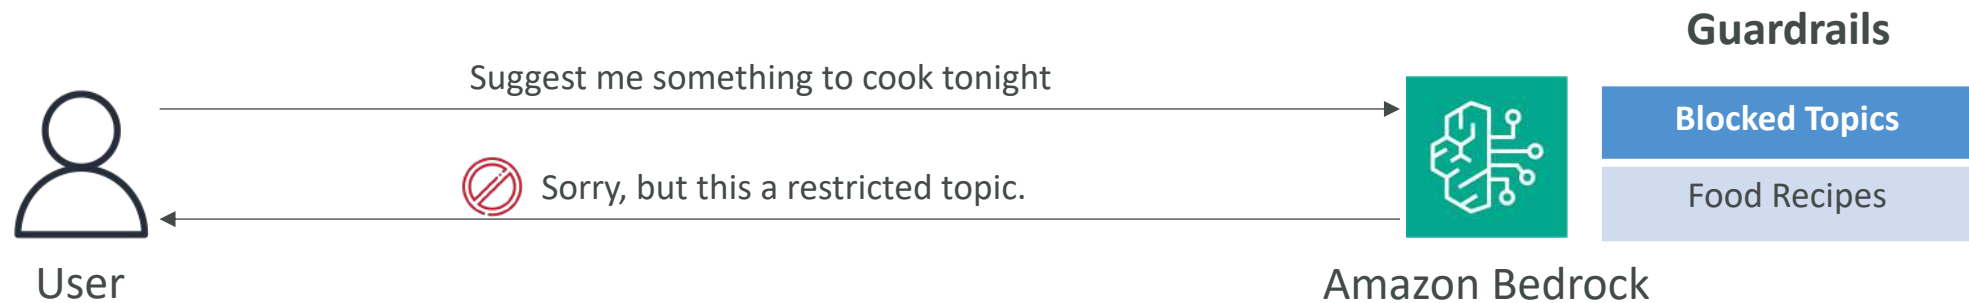 Guardrails
Suggest me something to cook tonight
Blocked Topics
Sorry, but this a restricted topic.
Food Recipes
User
Amazon Bedrock